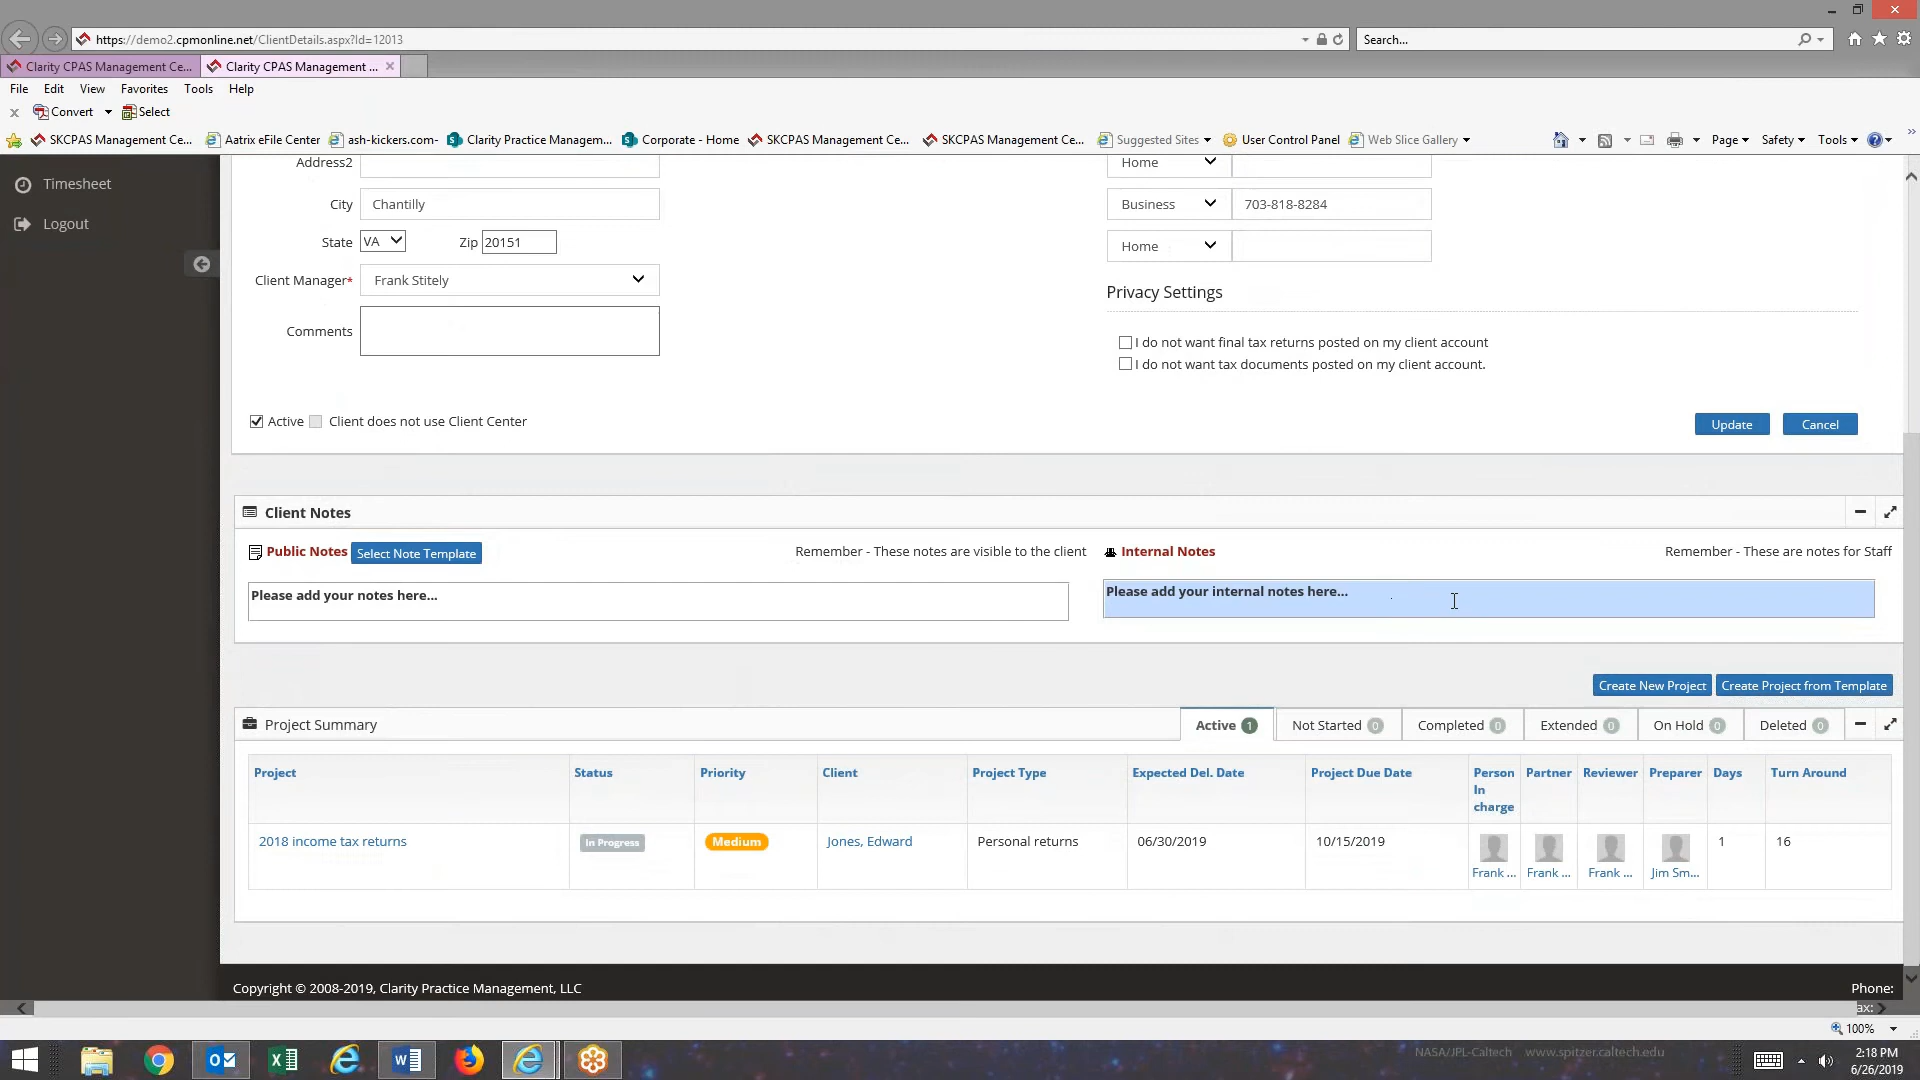 https://demo2.cpmonline.net/ClientDetails.aspx?Id=12013
Search...
Clarity CPAS Management Ce...
Clarity CPAS Management ...
File Edit View Favorites Tools Help
Convert Select
SKCPAS Management Ce... Aatrix eFile Center ash-kickers.com- Clarity Practice Managem... Corporate - Home SKCPAS Management Ce... SKCPAS Management Ce... Suggested Sites User Control Panel Web Slice Gallery Page Safety Tools
Timesheet
Logout
Address2
Home
City Chantilly
Business 703-818-8284
State VA Zip 20151
Home
Client Manager* Frank Stitely
Privacy Settings
Comments
I do not want final tax returns posted on my client account
I do not want tax documents posted on my client account.
Active Client does not use Client Center
Update Cancel
Client Notes
Public Notes Select Note Template Remember - These notes are visible to the client
Internal Notes Remember - These are notes for Staff
Please add your notes here...
Please add your internal notes here...
Create New Project Create Project from Template
Project Summary Active 1 Not Started 0 Completed 0 Extended 0 On Hold 0 Deleted 0
Project Status Priority Client Project Type Expected Del. Date Project Due Date Person In charge Partner Reviewer Preparer Days Turn Around
2018 income tax returns In Progress Medium Jones, Edward Personal returns 06/30/2019 10/15/2019 Frank ... Frank ... Frank ... Jim Sm... 1 16
Copyright © 2008-2019, Clarity Practice Management, LLC
Phone:
ax:
100%
NASA/JPL-Caltech www.spitzer.caltech.edu
2:18 PM
6/26/2019